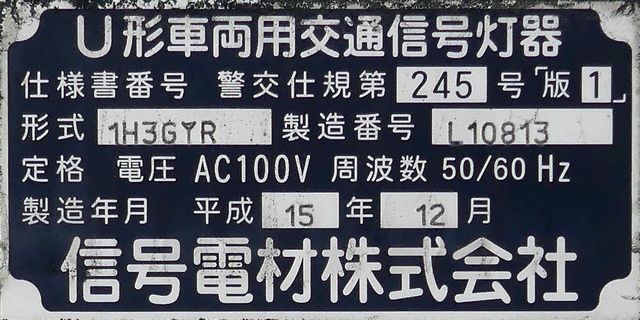 U形車両用交通信号灯器
仕様書番号 警交仕規第 245 号「版 1」
形式 1H3GYR 製造番号 L10813
定格 電圧 AC100V 周波数 50/60 Hz
製造年月 平成 15 年 12 月
信号電材株式会社